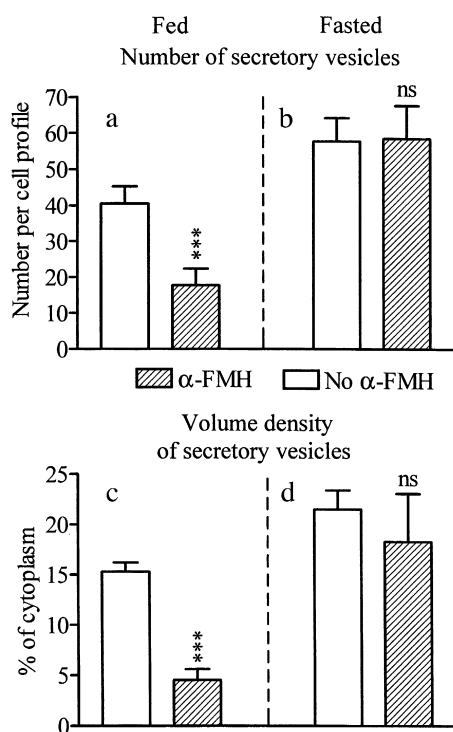 Fed Fasted
Number of secretory vesicles
Number per cell profile
70
60
50
40
30
20
10
0
a
***
b
ns
α-FMH No α-FMH
Volume density
of secretory vesicles
% of cytoplasm
25
20
15
10
5
0
c
***
d
ns